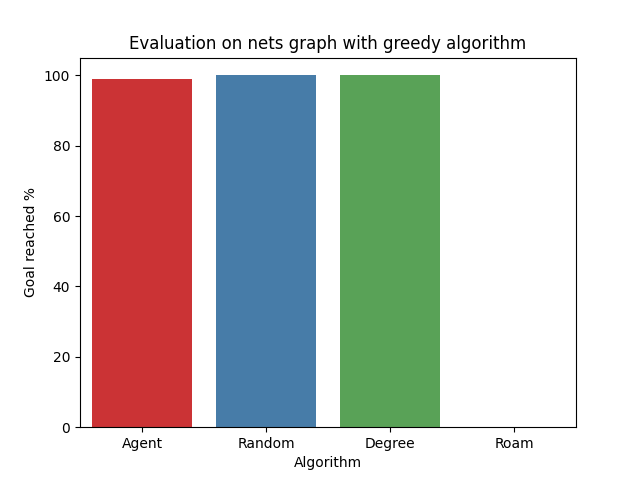 Evaluation on nets graph with greedy algorithm
Goal reached %
100
80
60
40
20
0
Agent Random Degree Roam
Algorithm